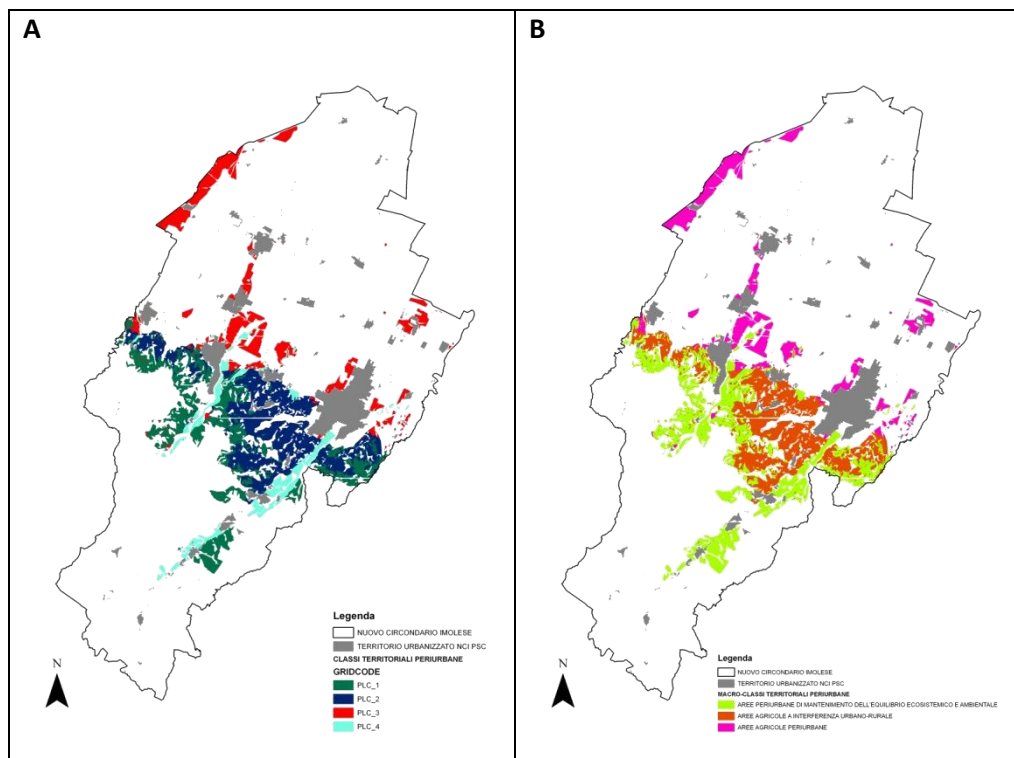 A
N
Legenda
NUOVO CIRCONDARIO IMOLESE
TERRITORIO URBANIZZATO NCI PSC
CLASSI TERRITORIALI PERIURBANE
GRIDCODE
PLC_1
PLC_2
PLC_3
PLC_4
B
N
Legenda
NUOVO CIRCONDARIO IMOLESE
TERRITORIO URBANIZZATO NCI PSC
MACRO-CLASSI TERRITORIALI PERIURBANE
AREE PERIURBANE DI MANTENIMENTO DELL'EQUILIBRIO ECOSISTEMICO E AMBIENTALE
AREE AGRICOLE A INTERFERENZA URBANO-RURALE
AREE AGRICOLE PERIURBANE